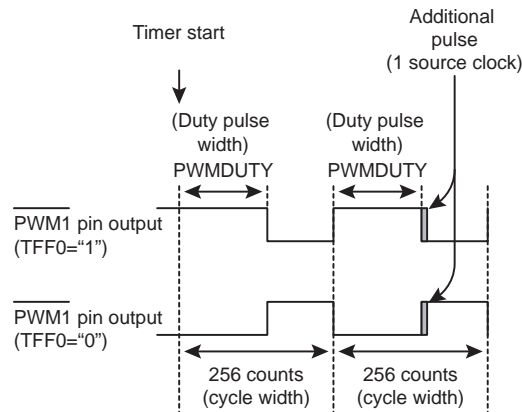 Additional
pulse
(1 source clock)
Timer start
(Duty pulse
width)
PWMDUTY
(Duty pulse
width)
PWMDUTY
PWM1 pin output
(TFF0=“1”)
PWM1 pin output
(TFF0=“0”)
256 counts
(cycle width)
256 counts
(cycle width)